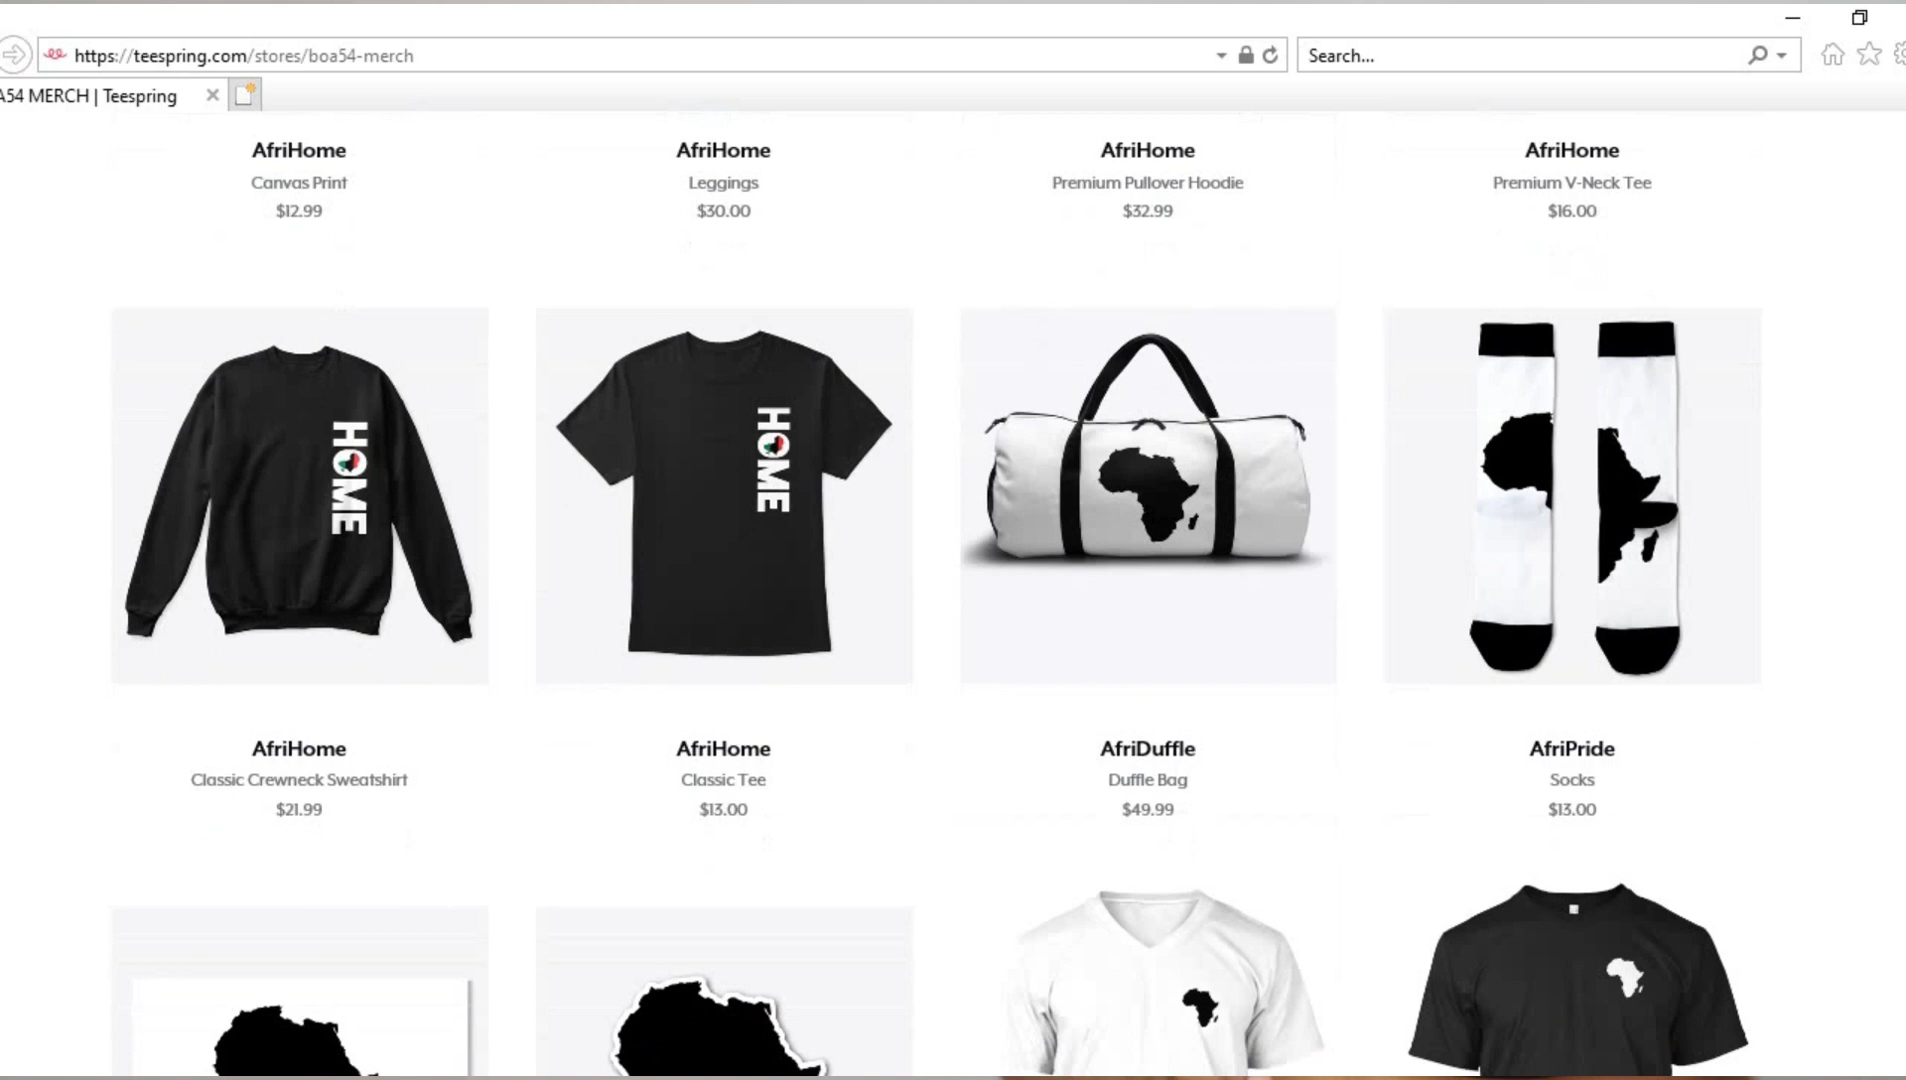 https://teespring.com/stores/boa54-merch
Search...
A54 MERCH | Teespring
AfriHome
Canvas Print
$12.99
AfriHome
Leggings
$30.00
AfriHome
Premium Pullover Hoodie
$32.99
AfriHome
Premium V-Neck Tee
$16.00
HOME
HOME
AfriHome
Classic Crewneck Sweatshirt
$21.99
AfriHome
Classic Tee
$13.00
AfriDuffle
Duffle Bag
$49.99
AfriPride
Socks
$13.00